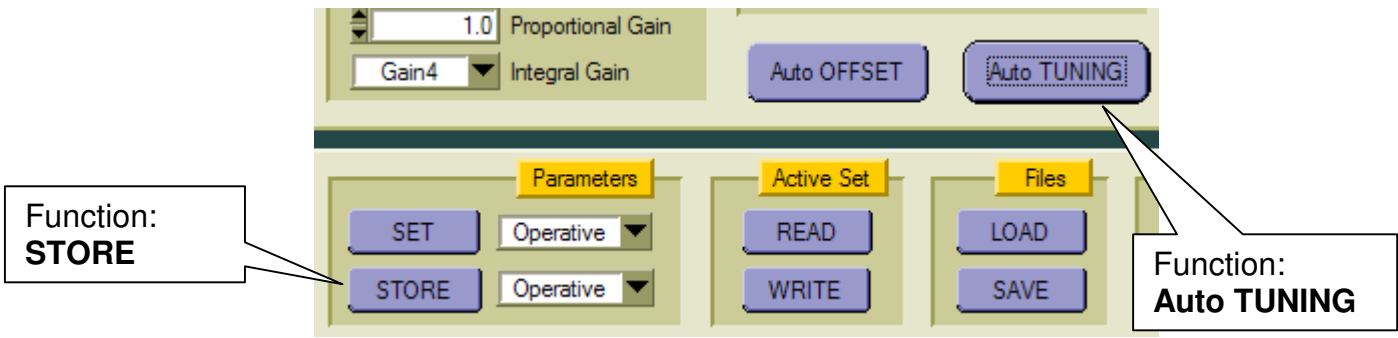 1.0 Proportional Gain
Gain4 Integral Gain
Auto OFFSET
Auto TUNING
Parameters
Active Set
Files
Function:
STORE
SET Operative
READ
LOAD
STORE Operative
WRITE
SAVE
Function:
Auto TUNING